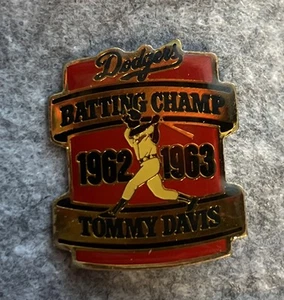 Dodgers
BATTING CHAMP
1962 1963
TOMMY DAVIS